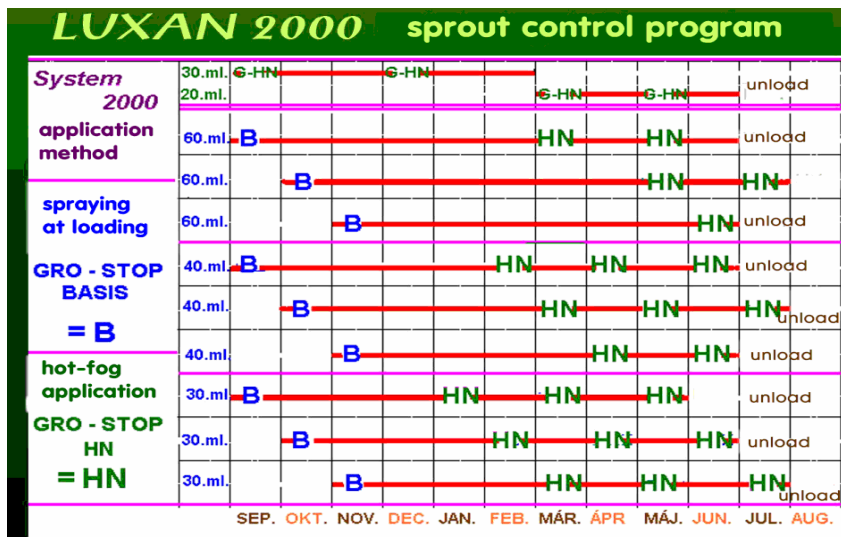 LUXAN 2000 sprout control program
System
2000
30.ml. G-HN G-HN
20.ml. G-HN G-HN unload
application
method
60.ml. B HN HN unload
60.ml. B HN HN
spraying
at loading
60.ml. B HN unload
GRO - STOP
BASIS
= B
40.ml. B HN HN HN unload
40.ml. B HN HN HN unload
40.ml. B HN HN unload
hot-fog
application
30.ml. B HN HN HN unload
GRO - STOP
HN
= HN
30.ml. B HN HN HN unload
30.ml. B HN HN HN unload
SEP. OKT. NOV. DEC. JAN. FEB. MÁR. ÁPR MÁJ. JUN. JUL. AUG.